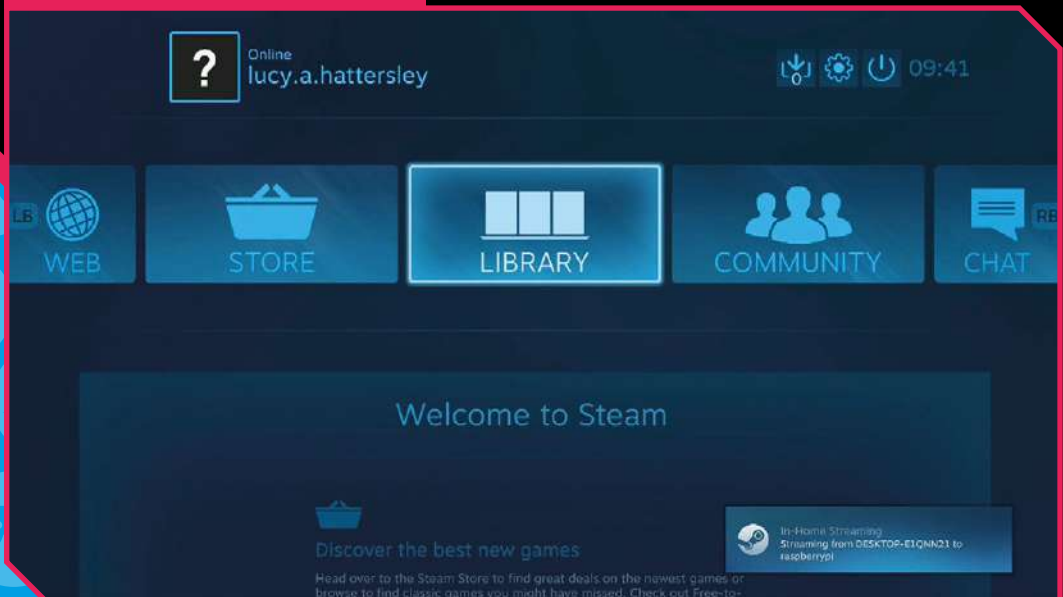 ?
Online
lucy.a.hattersley
0
09:41
LB
WEB
STORE
LIBRARY
COMMUNITY
CHAT
RB
Welcome to Steam
Discover the best new games
In-Home Streaming
Streaming from DESKTOP-E1QNN21 to
raspberrypi
Head over to the Steam Store to find great deals on the newest games or
browse to find classic games you might have missed. Check out Free-to-